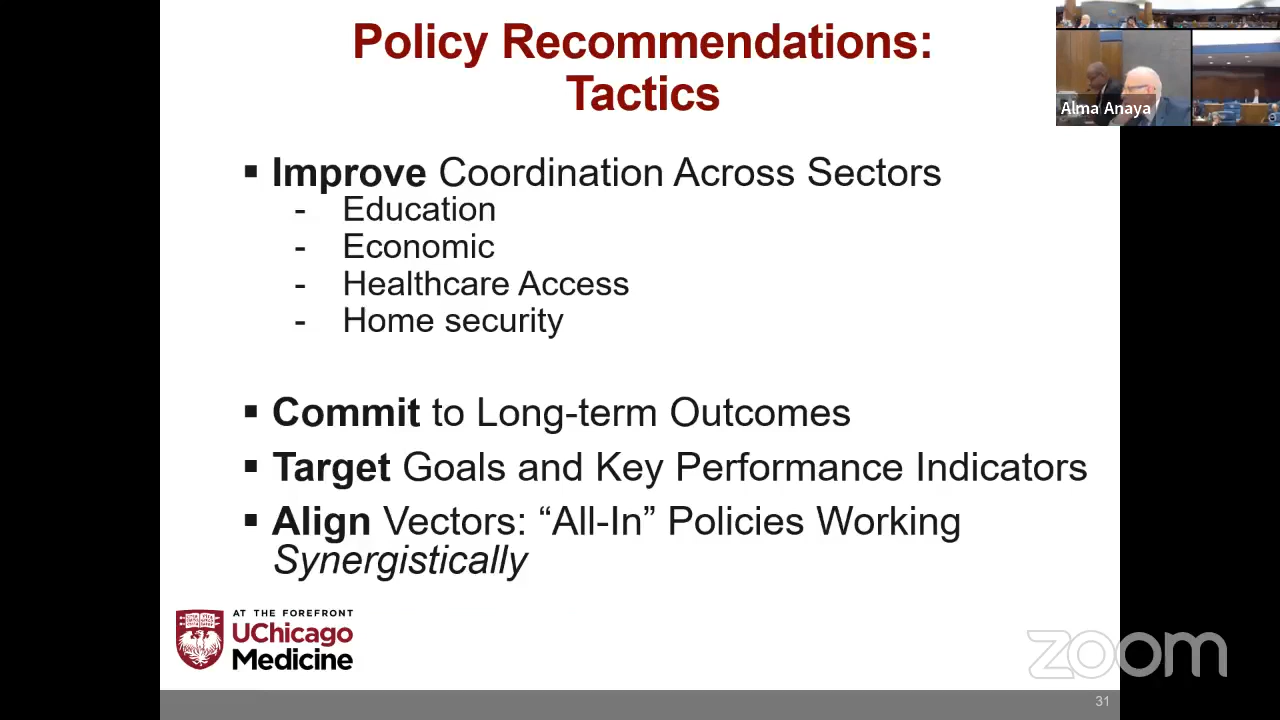 Policy Recommendations:
Tactics
Alma Anaya
▪ Improve Coordination Across Sectors
- Education
- Economic
- Healthcare Access
- Home security
▪ Commit to Long-term Outcomes
▪ Target Goals and Key Performance Indicators
▪ Align Vectors: “All-In” Policies Working
Synergistically
AT THE FOREFRONT
UChicago
Medicine
zoom
31